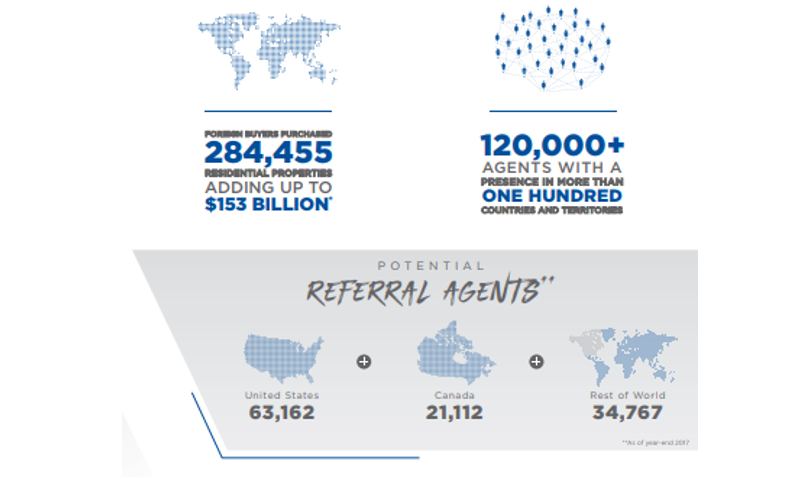 FOREIGN BUYERS PURCHASED
284,455
RESIDENTIAL PROPERTIES
ADDING UP TO
$153 BILLION*
120,000+
AGENTS WITH A
PRESENCE IN MORE THAN
ONE HUNDRED
COUNTRIES AND TERRITORIES
POTENTIAL
REFERRAL AGENTS**
United States
63,162
Canada
21,112
Rest of World
34,767
**As of year-end 2017